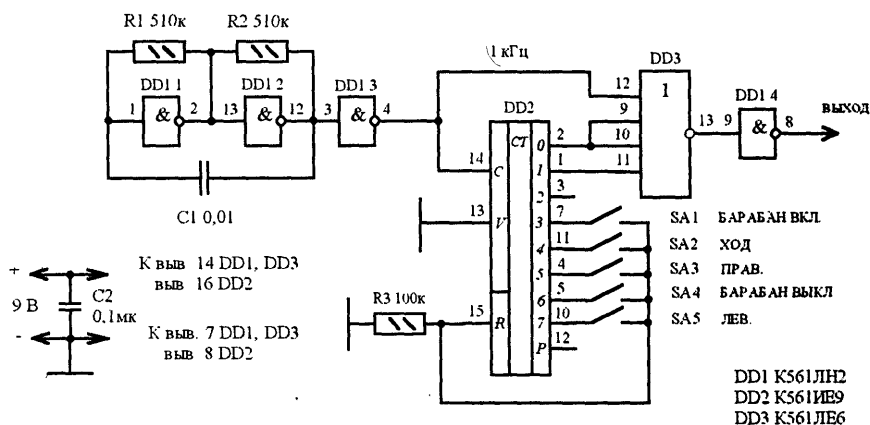 R1 510к R2 510к
1 кГц
DD3
DD1 1 DD1 2 DD1 3
1 & 2 13 & 12 3 & 4
12
9
10
11
1
13
DD1 4
9 & 8
ВЫХОД
C1 0,01
DD2
14 C
13 V
15 R
CT
0 2
1 1
2 3
3 7
4 11
5 4
6 5
7 10
P 12
SA1 БАРАБАН ВКЛ.
SA2 ХОД
SA3 ПРАВ.
SA4 БАРАБАН ВЫКЛ
SA5 ЛЕВ.
R3 100к
+
9 В
-
C2
0,1мк
К выв 14 DD1, DD3
выв 16 DD2
К выв. 7 DD1, DD3
выв 8 DD2
DD1 К561ЛН2
DD2 К561ИЕ9
DD3 К561ЛЕ6